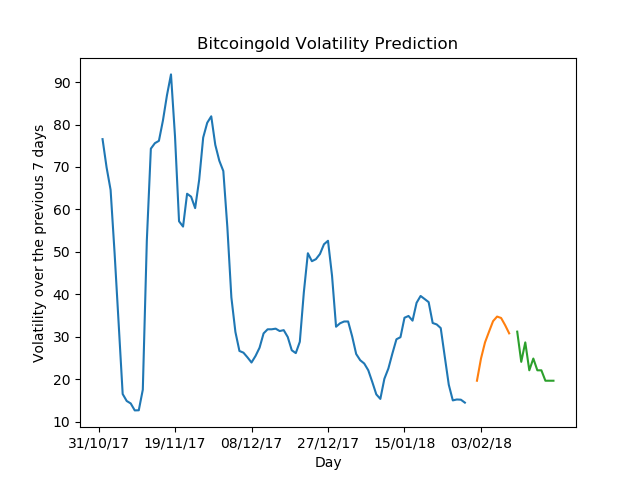 Bitcoingold Volatility Prediction
Volatility over the previous 7 days
90
80
70
60
50
40
30
20
10
31/10/17 19/11/17 08/12/17 27/12/17 15/01/18 03/02/18
Day